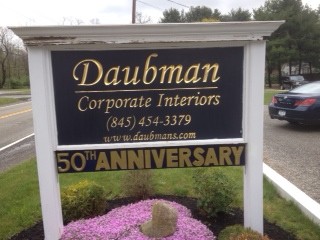 Daubman
Corporate Interiors
(845) 454-3379
www.daubmans.com
50TH ANNIVERSARY